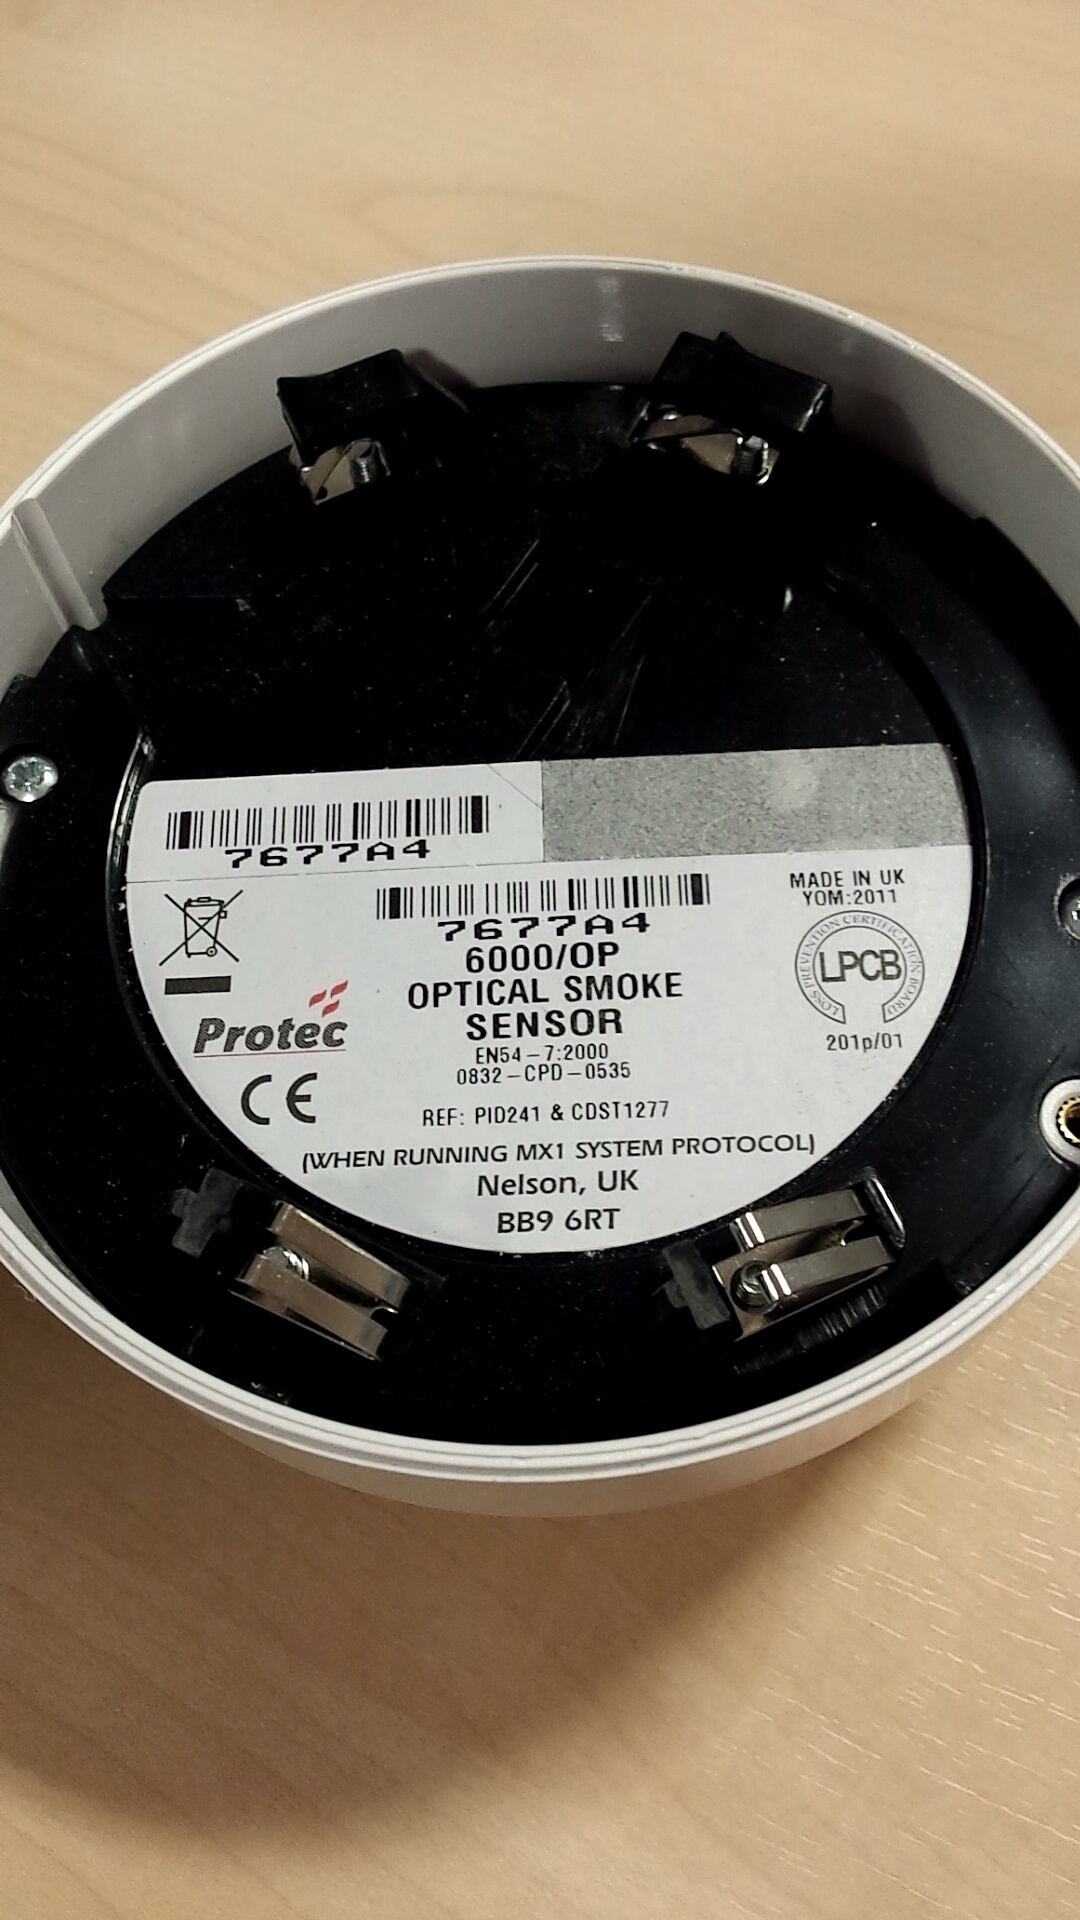 7677A4
7677A4
MADE IN UK
YOM:2011
6000/OP
OPTICAL SMOKE
SENSOR
LOSS PREVENTION CERTIFICATION BOARD
LPCB
201p/01
Protec
EN54-7:2000
0832-CPD-0535
CE
REF: PID241 & CDST1277
(WHEN RUNNING MX1 SYSTEM PROTOCOL)
Nelson, UK
BB9 6RT